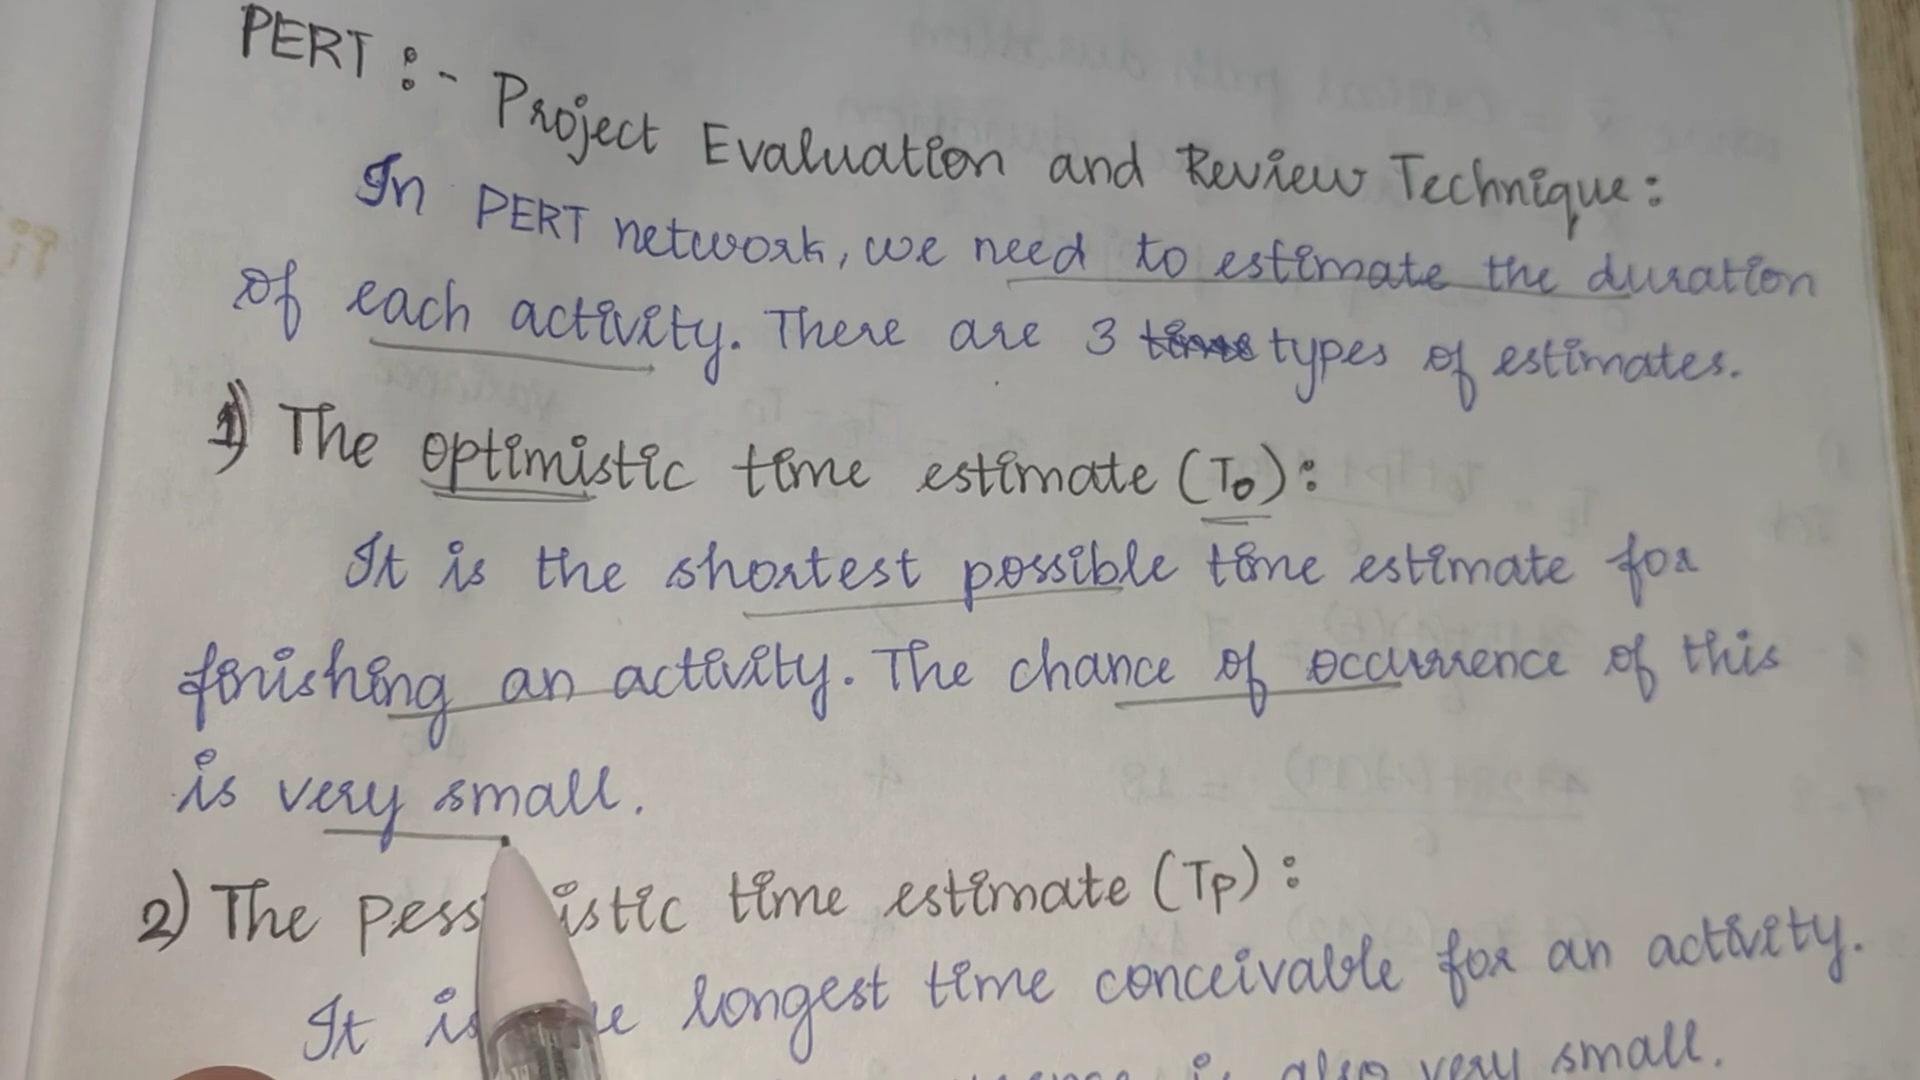 PERT :- Project Evaluation and Review Technique :
In PERT network, we need to estimate the duration
of each activity. There are 3 types of estimates.
1) The optimistic time estimate (To) :
It is the shortest possible time estimate for
finishing an activity. The chance of occurrence of this
is very small.
2) The time estimate (Tp) :
It longest time conceivable for an activity.
also very small.